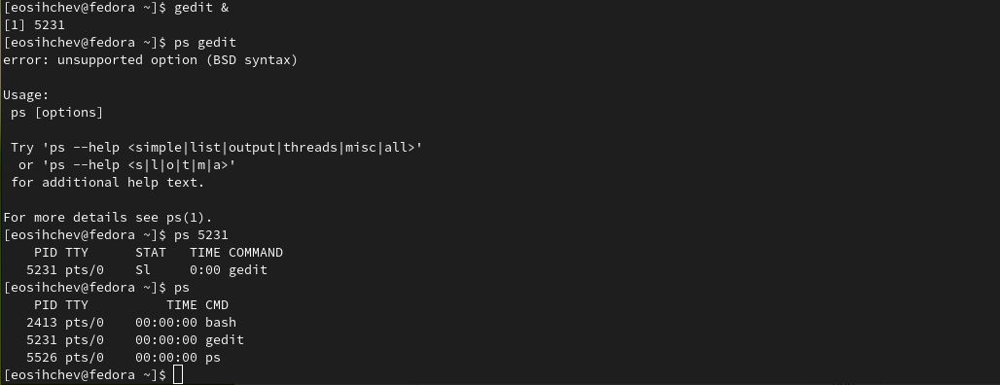 [eosihchev@fedora ~]$ gedit &
[1] 5231
[eosihchev@fedora ~]$ ps gedit
error: unsupported option (BSD syntax)

Usage:
 ps [options]

 Try 'ps --help <simple|list|output|threads|misc|all>'
  or 'ps --help <s|l|o|t|m|a>'
 for additional help text.

For more details see ps(1).
[eosihchev@fedora ~]$ ps 5231
    PID TTY      STAT   TIME COMMAND
   5231 pts/0    Sl     0:00 gedit
[eosihchev@fedora ~]$ ps
    PID TTY          TIME CMD
   2413 pts/0    00:00:00 bash
   5231 pts/0    00:00:00 gedit
   5526 pts/0    00:00:00 ps
[eosihchev@fedora ~]$